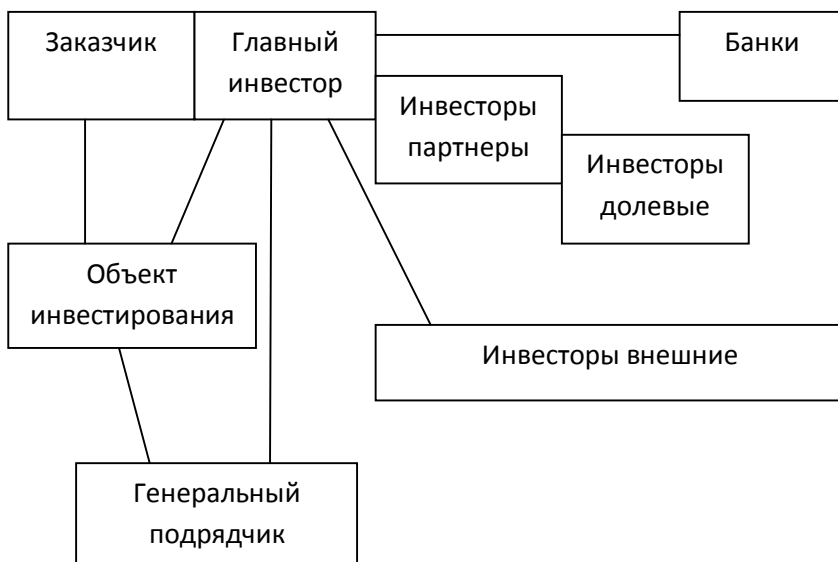 Заказчик
Главный
инвестор
Банки
Инвесторы
партнеры
Инвесторы
долевые
Объект
инвестирования
Инвесторы внешние
Генеральный
подрядчик